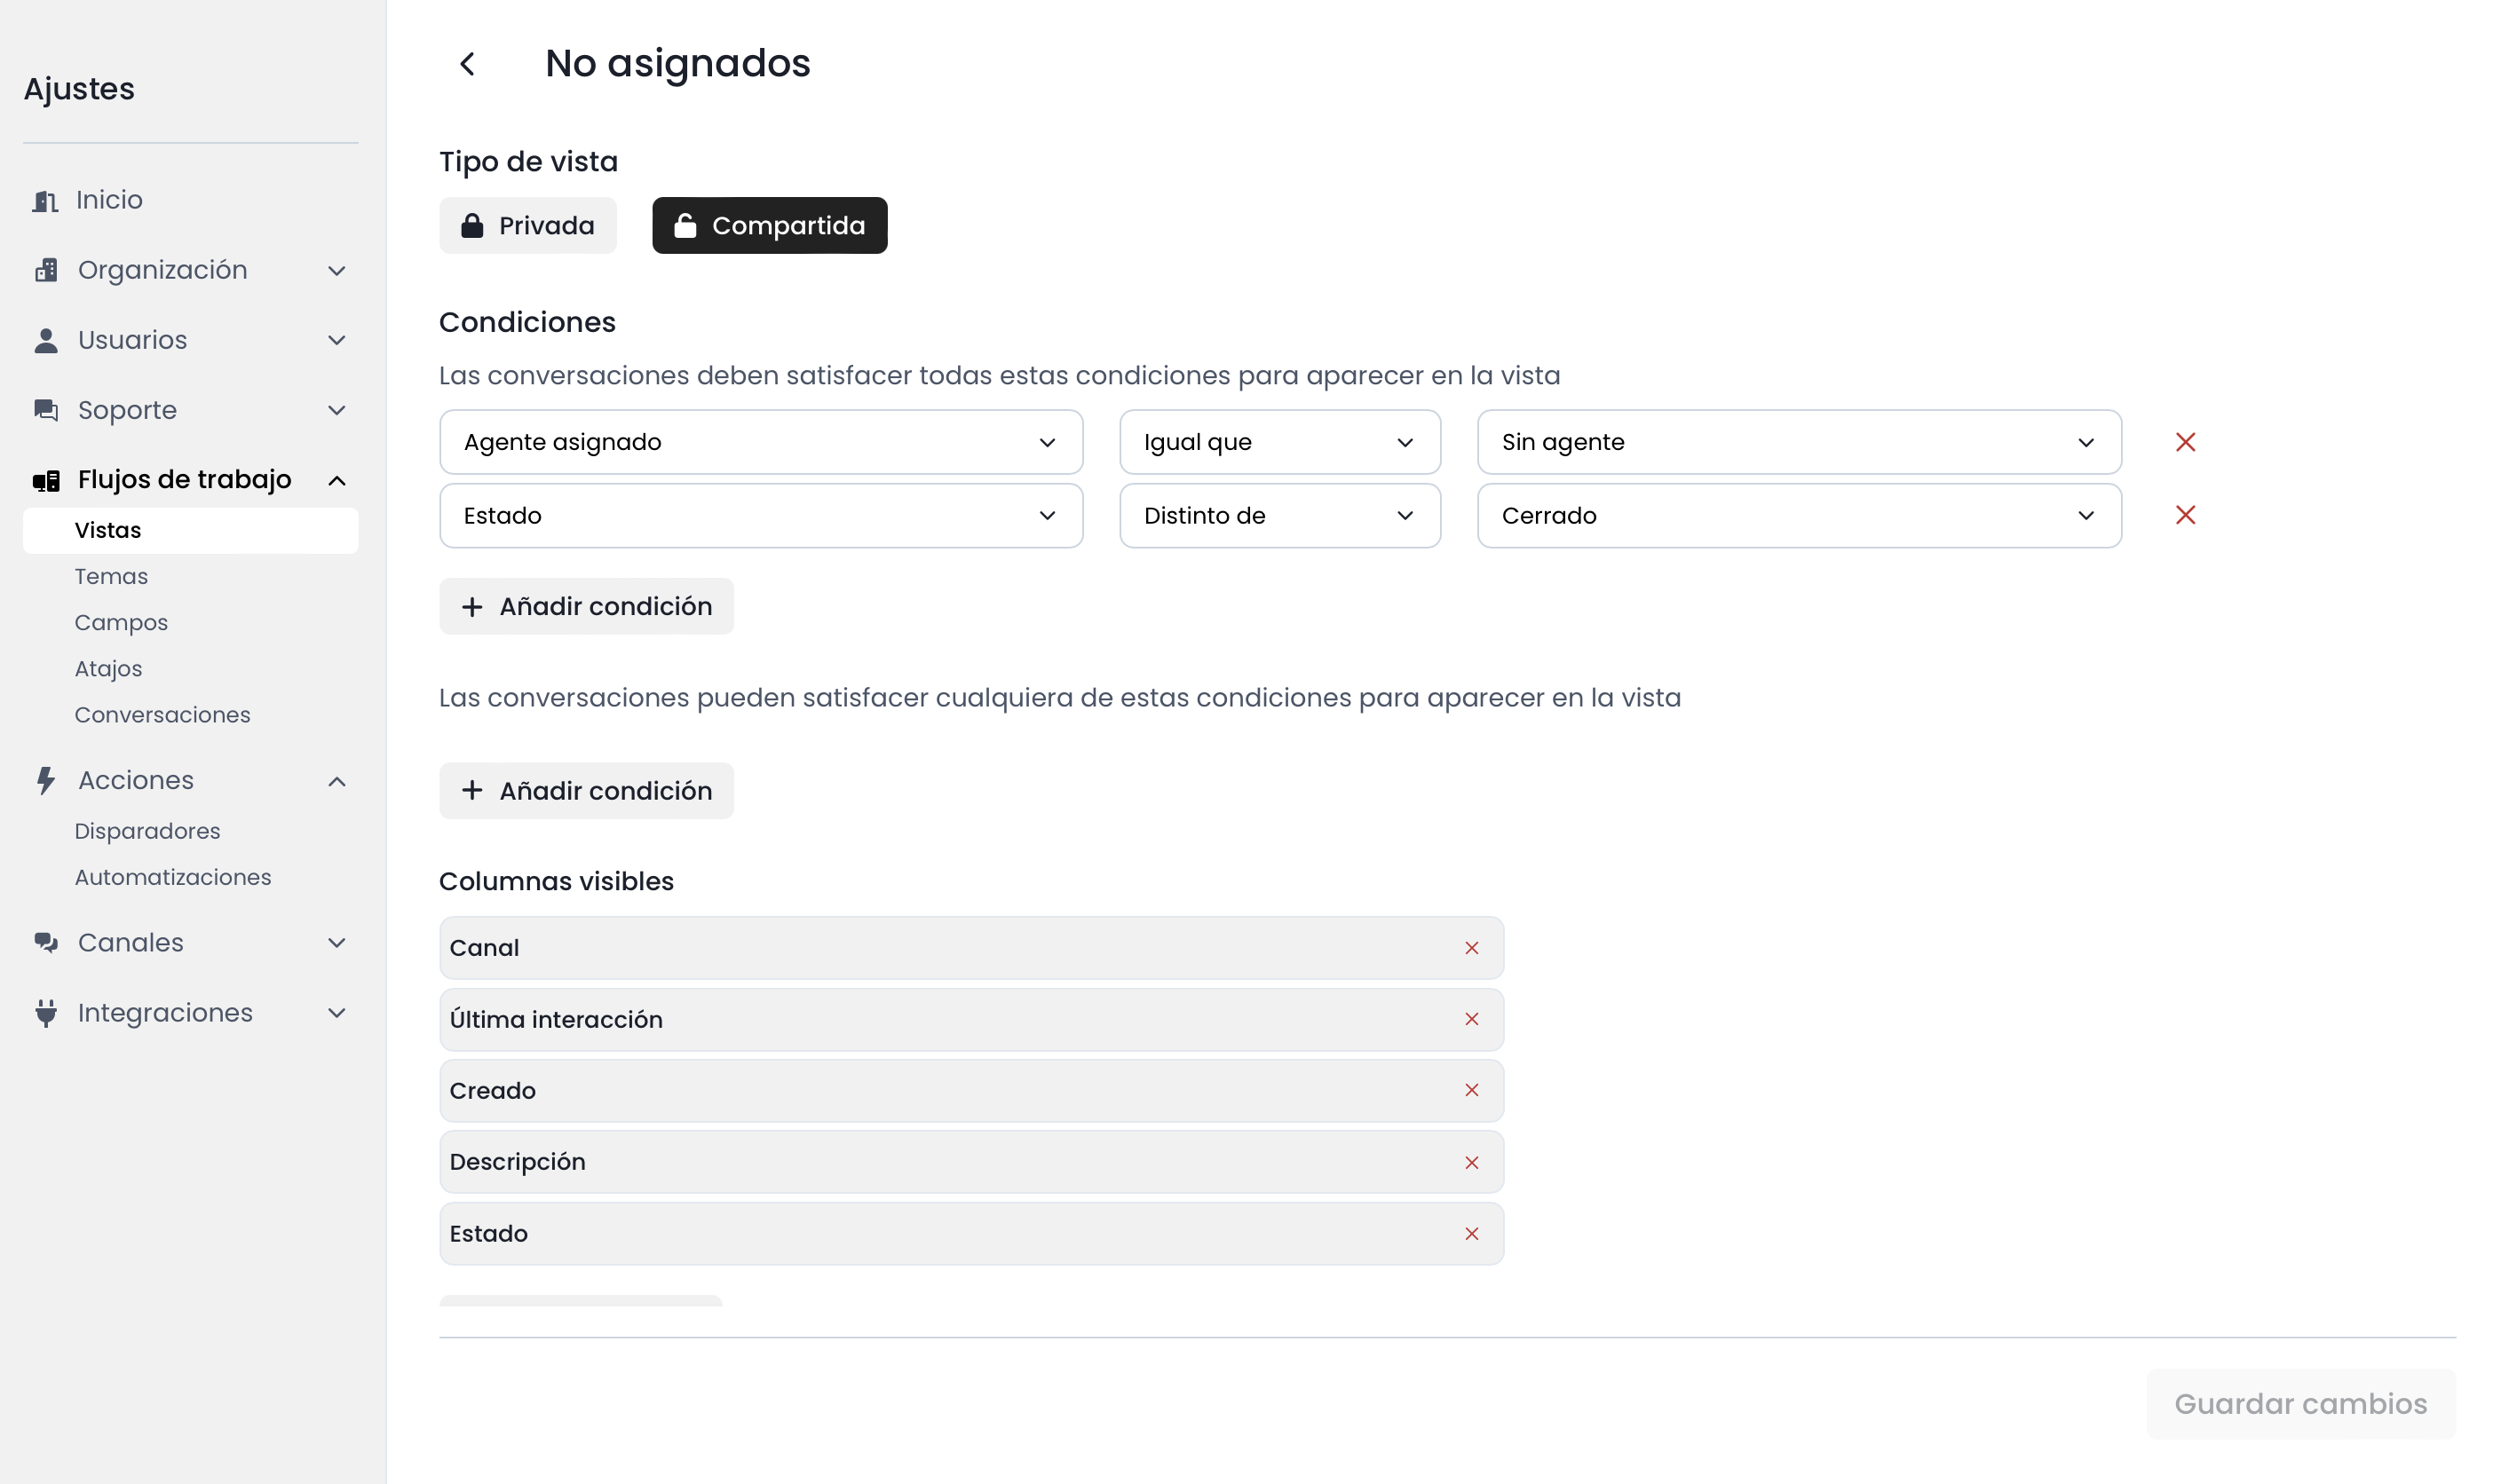 Ajustes
Inicio
Organización
Usuarios
Soporte
Flujos de trabajo
Vistas
Temas
Campos
Atajos
Conversaciones
Acciones
Disparadores
Automatizaciones
Canales
Integraciones
No asignados
Tipo de vista
Privada Compartida
Condiciones
Las conversaciones deben satisfacer todas estas condiciones para aparecer en la vista
Agente asignado Igual que Sin agente
Estado Distinto de Cerrado
Añadir condición
Las conversaciones pueden satisfacer cualquiera de estas condiciones para aparecer en la vista
Añadir condición
Columnas visibles
Canal
Última interacción
Creado
Descripción
Estado
Guardar cambios